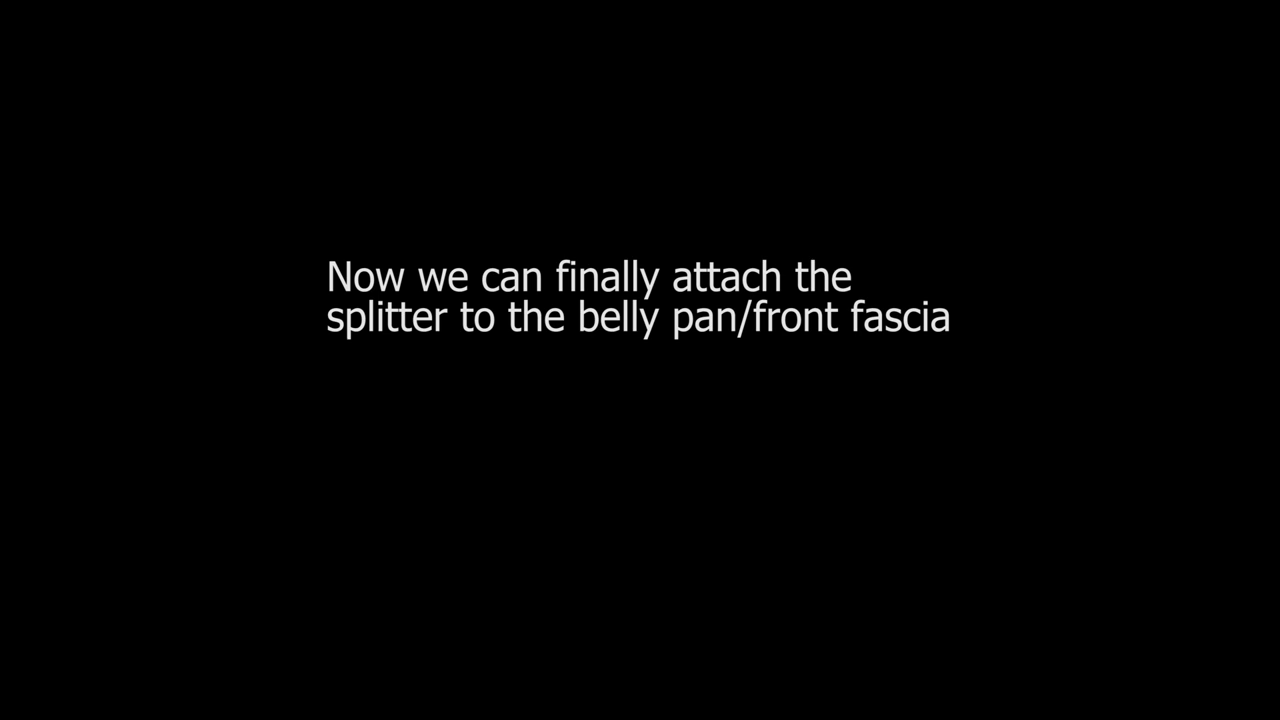 Now we can finally attach the
splitter to the belly pan/front fascia